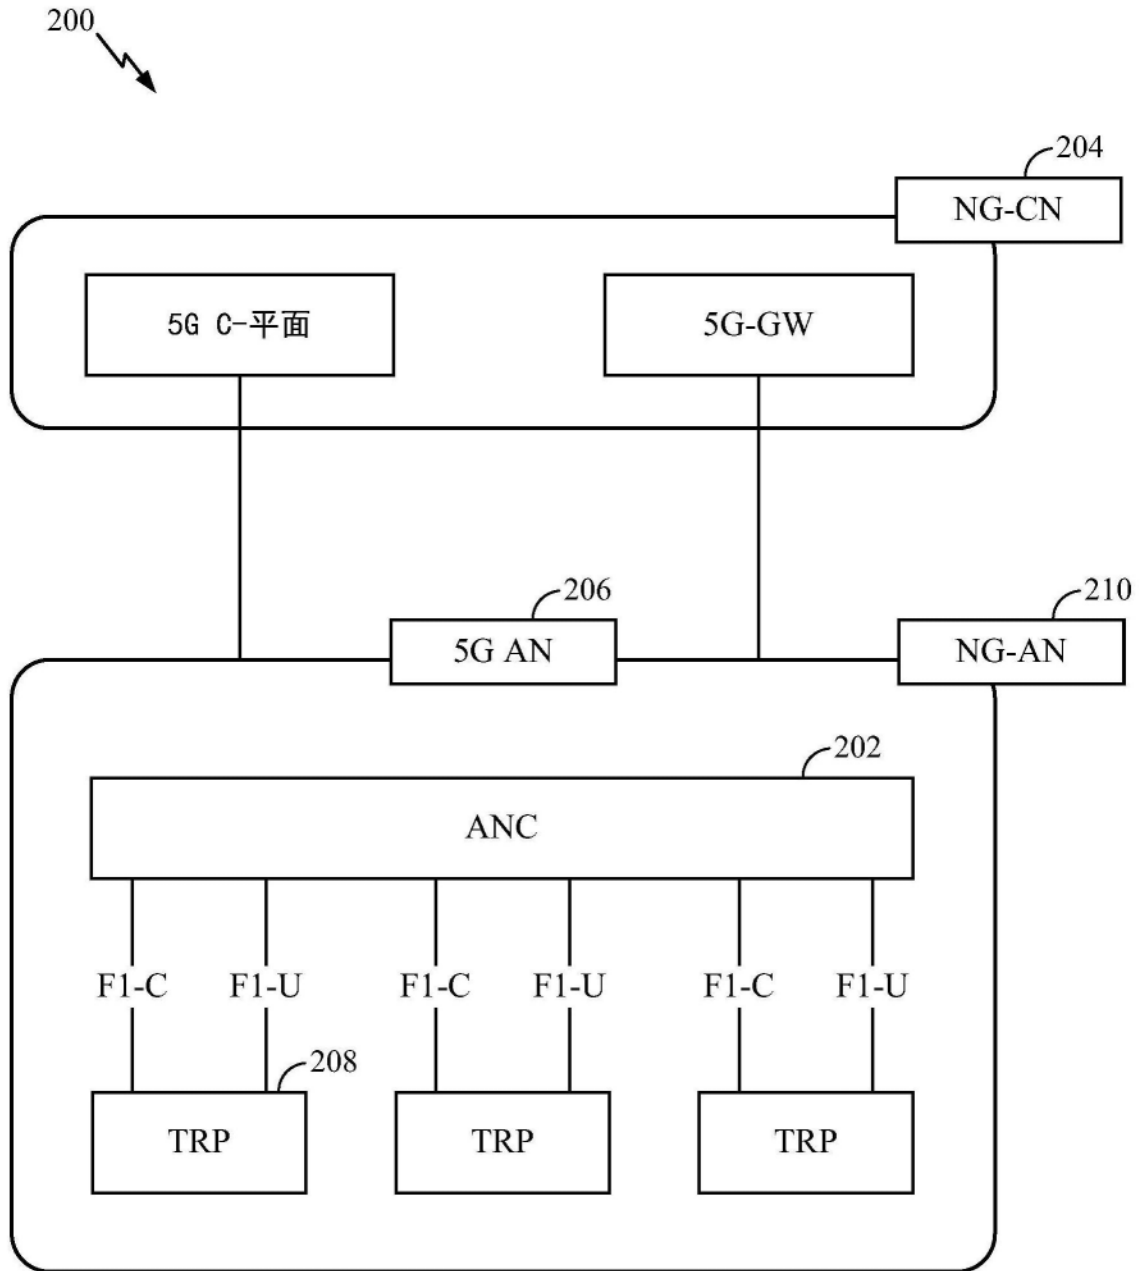 200
204
NG-CN
5G C-平面
5G-GW
206
210
5G AN
NG-AN
202
ANC
F1-C F1-U F1-C F1-U F1-C F1-U
208
TRP TRP TRP